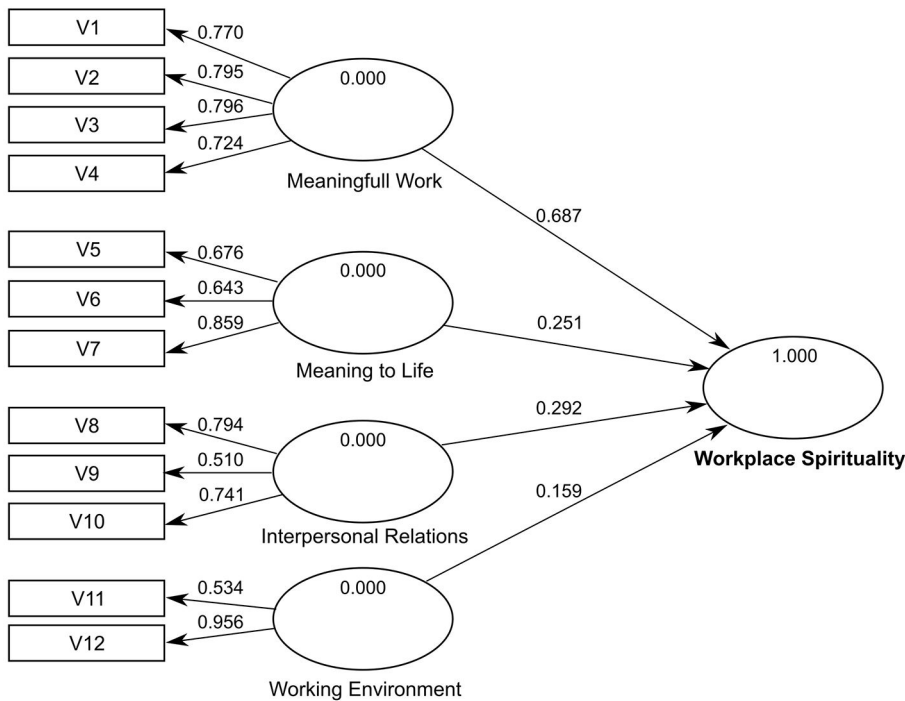 V1
0.770
V2
0.795
0.000
V3
0.796
V4
0.724
Meaningfull Work
0.687
V5
0.676
0.000
V6
0.643
V7
0.859
0.251
Meaning to Life
1.000
V8
0.794
0.000
0.292
V9
0.510
Workplace Spirituality
V10
0.741
0.159
Interpersonal Relations
V11
0.534
0.000
V12
0.956
Working Environment